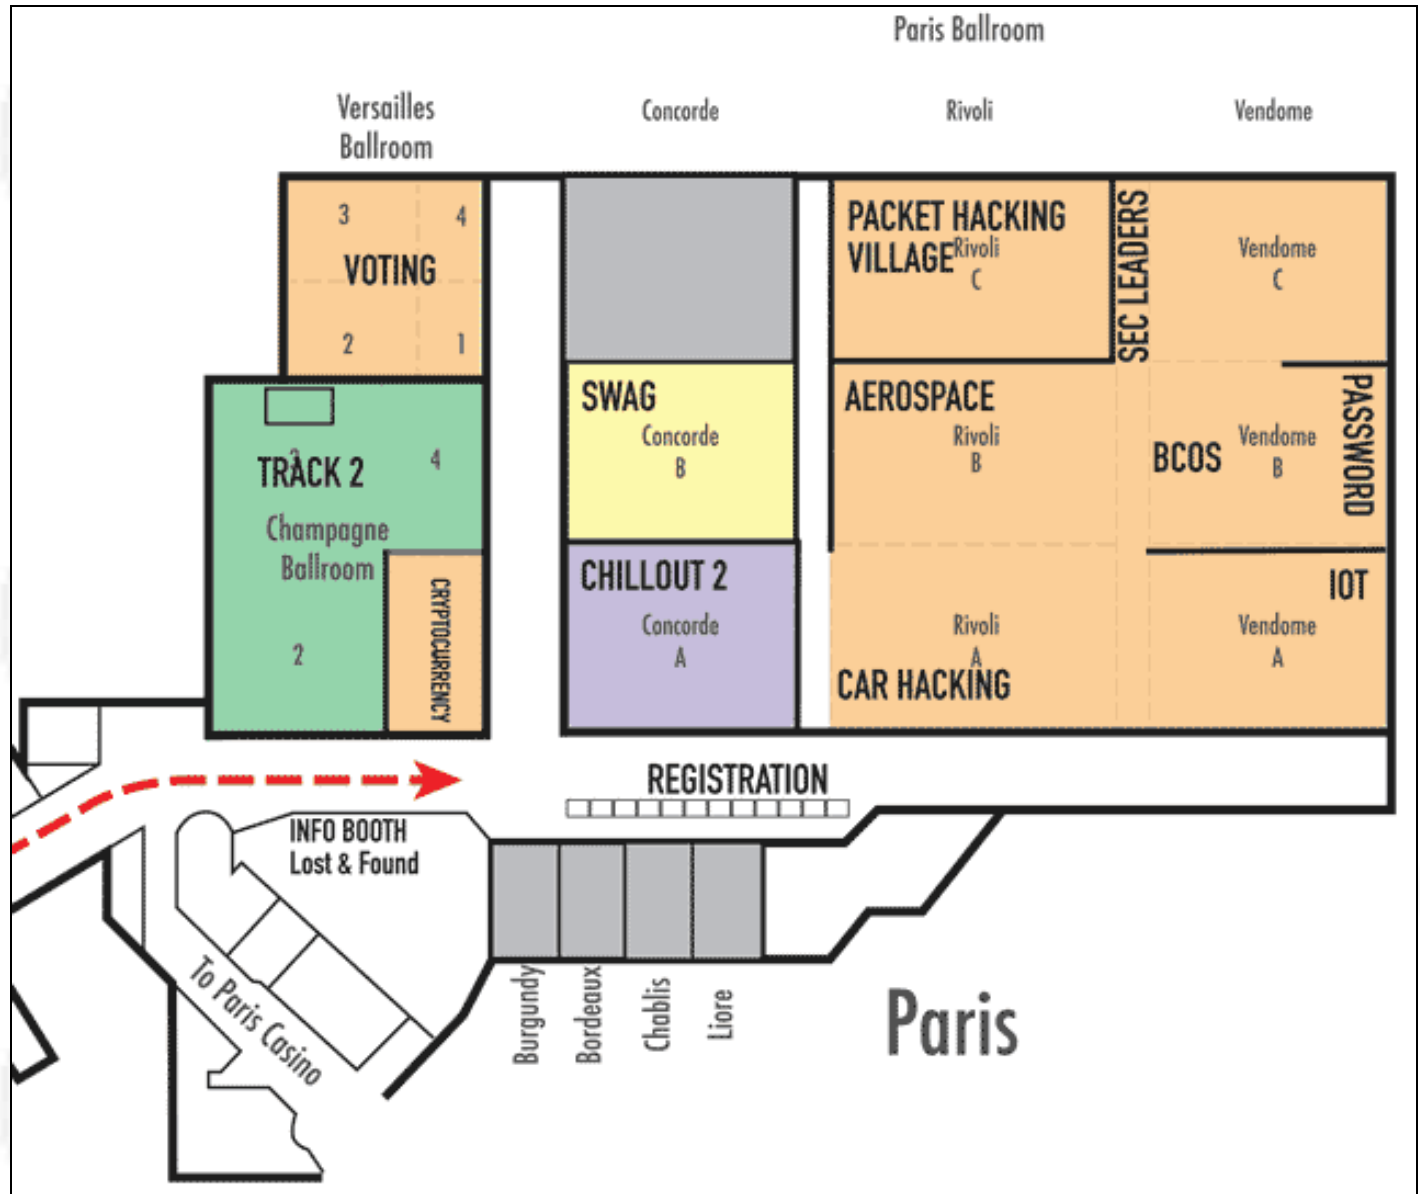 Paris Ballroom
Versailles
Ballroom
Concorde
Rivoli
Vendome
3
4
VOTING
2
1
PACKET HACKING
VILLAGE
Rivoli
C
SEC LEADERS
Vendome
C
SWAG
Concorde
B
AEROSPACE
Rivoli
B
BCOS
Vendome
B
PASSWORD
3
4
TRACK 2
Champagne
Ballroom
2
CRYPTOCURRENCY
CHILLOUT 2
Concorde
A
Rivoli
A
CAR HACKING
IOT
Vendome
A
REGISTRATION
INFO BOOTH
Lost & Found
To Paris Casino
Burgundy
Bordeaux
Chablis
Liore
Paris